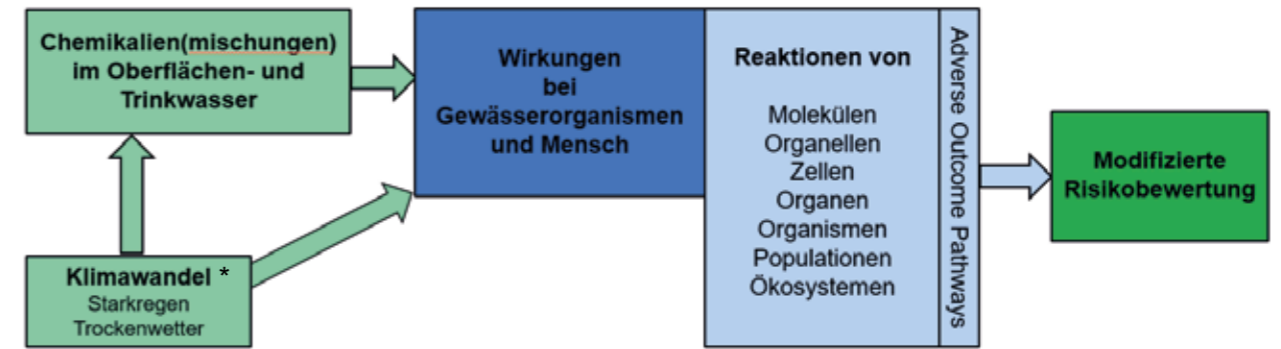 Chemikalien(mischungen)
im Oberflächen- und
Trinkwasser
Klimawandel *
Starkregen
Trockenwetter
Wirkungen
bei
Gewässerorganismen
und Mensch
Reaktionen von
Molekülen
Organellen
Zellen
Organen
Organismen
Populationen
Ökosystemen
Adverse Outcome Pathways
Modifizierte
Risikobewertung